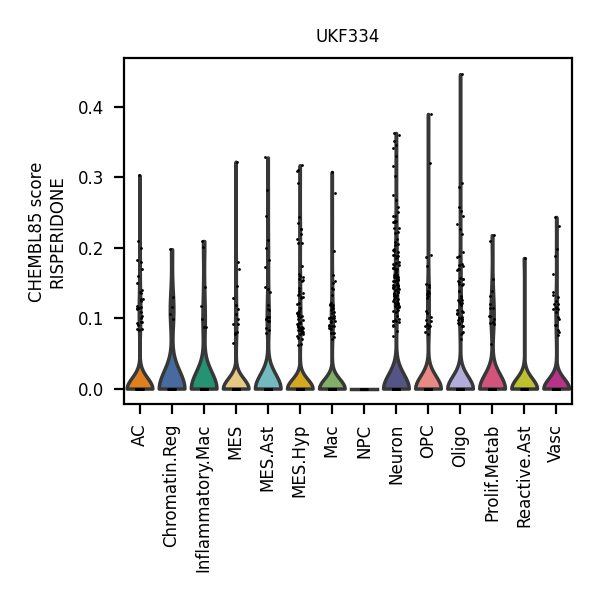 UKF334
CHEMBL85 score
RISPERIDONE
0.4
0.3
0.2
0.1
0.0
AC
Chromatin.Reg
Inflammatory.Mac
MES
MES.Ast
MES.Hyp
Mac
NPC
Neuron
OPC
Oligo
Prolif.Metab
Reactive.Ast
Vasc